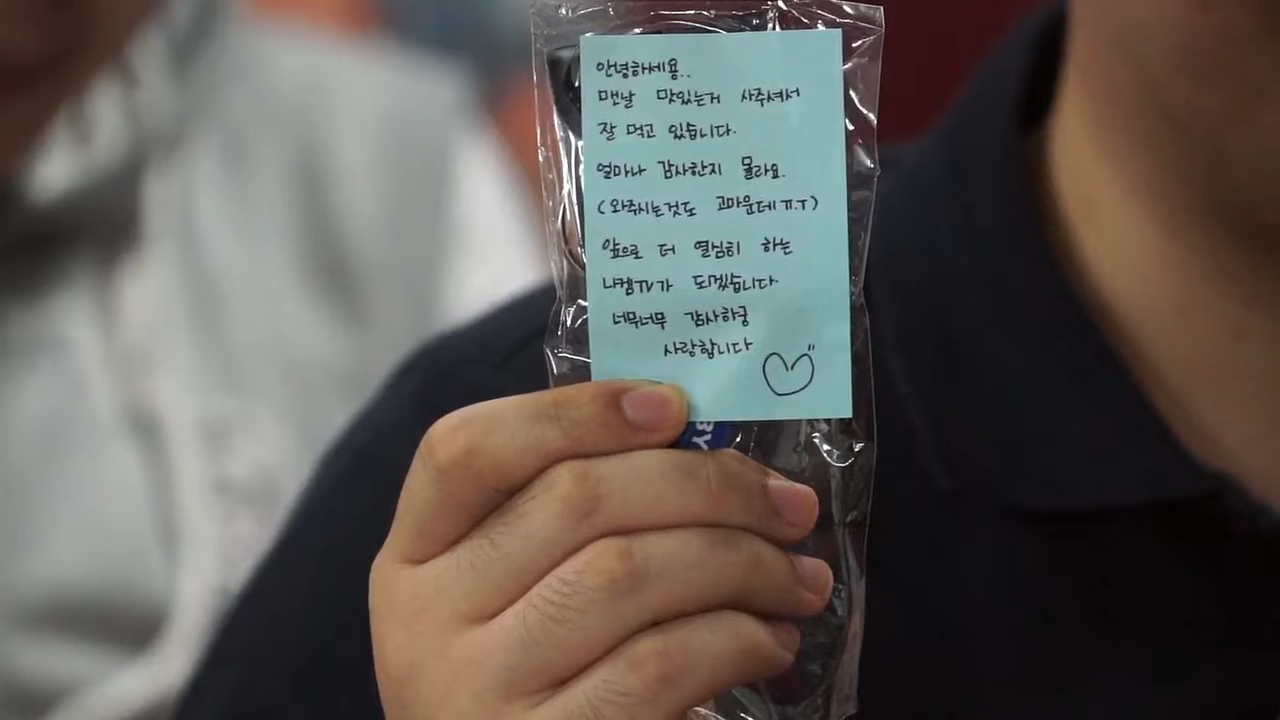 안녕하세용..
맨날 맛있는거 사주셔서
잘 먹고 있습니다.
얼마나 감사한지 몰라요.
(와주시는것도 고마운데 ㅠ.ㅜ)
앞으로 더 열심히 하는
나켐TV가 되겠습니다.
너무너무 감사하궁
사랑합니다
BY